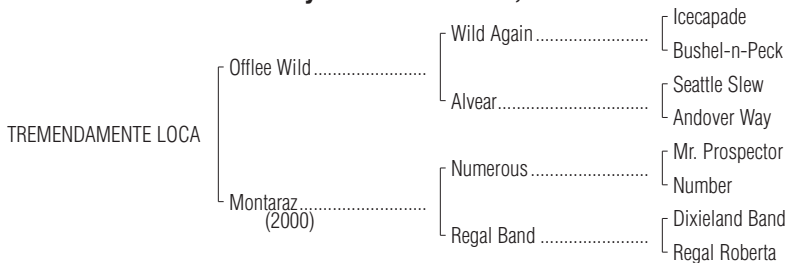 Icecapade
Wild Again
Bushel-n-Peck
Offlee Wild
Seattle Slew
Alvear
Andover Way
TREMENDAMENTE LOCA
Mr. Prospector
Numerous
Number
Montaraz
(2000)
Dixieland Band
Regal Band
Regal Roberta